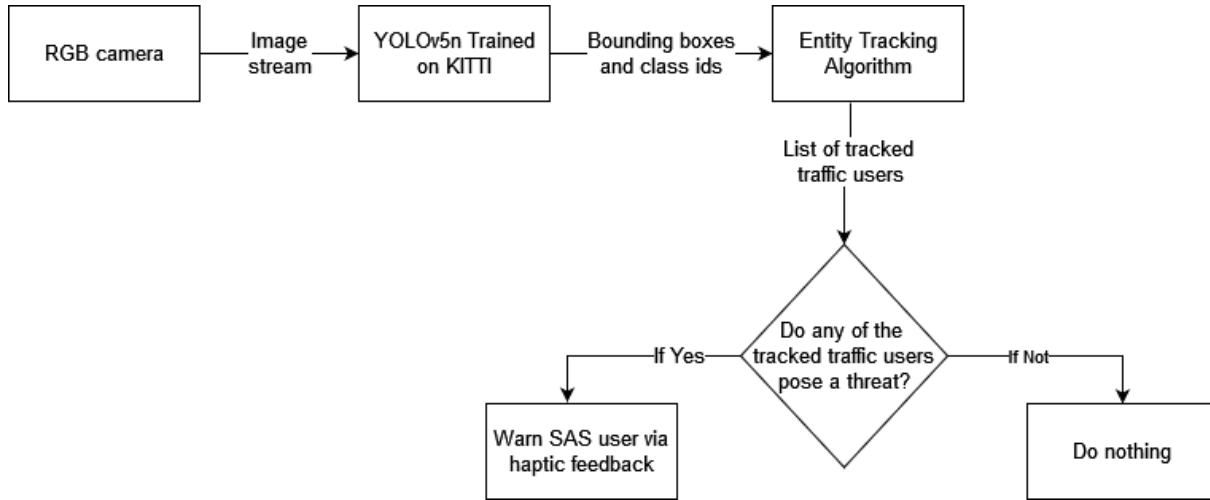 RGB camera
Image
stream
YOLOv5n Trained
on KITTI
Bounding boxes
and class ids
Entity Tracking
Algorithm
List of tracked
traffic users
Do any of the
tracked traffic users
pose a threat?
If Yes
If Not
Warn SAS user via
haptic feedback
Do nothing